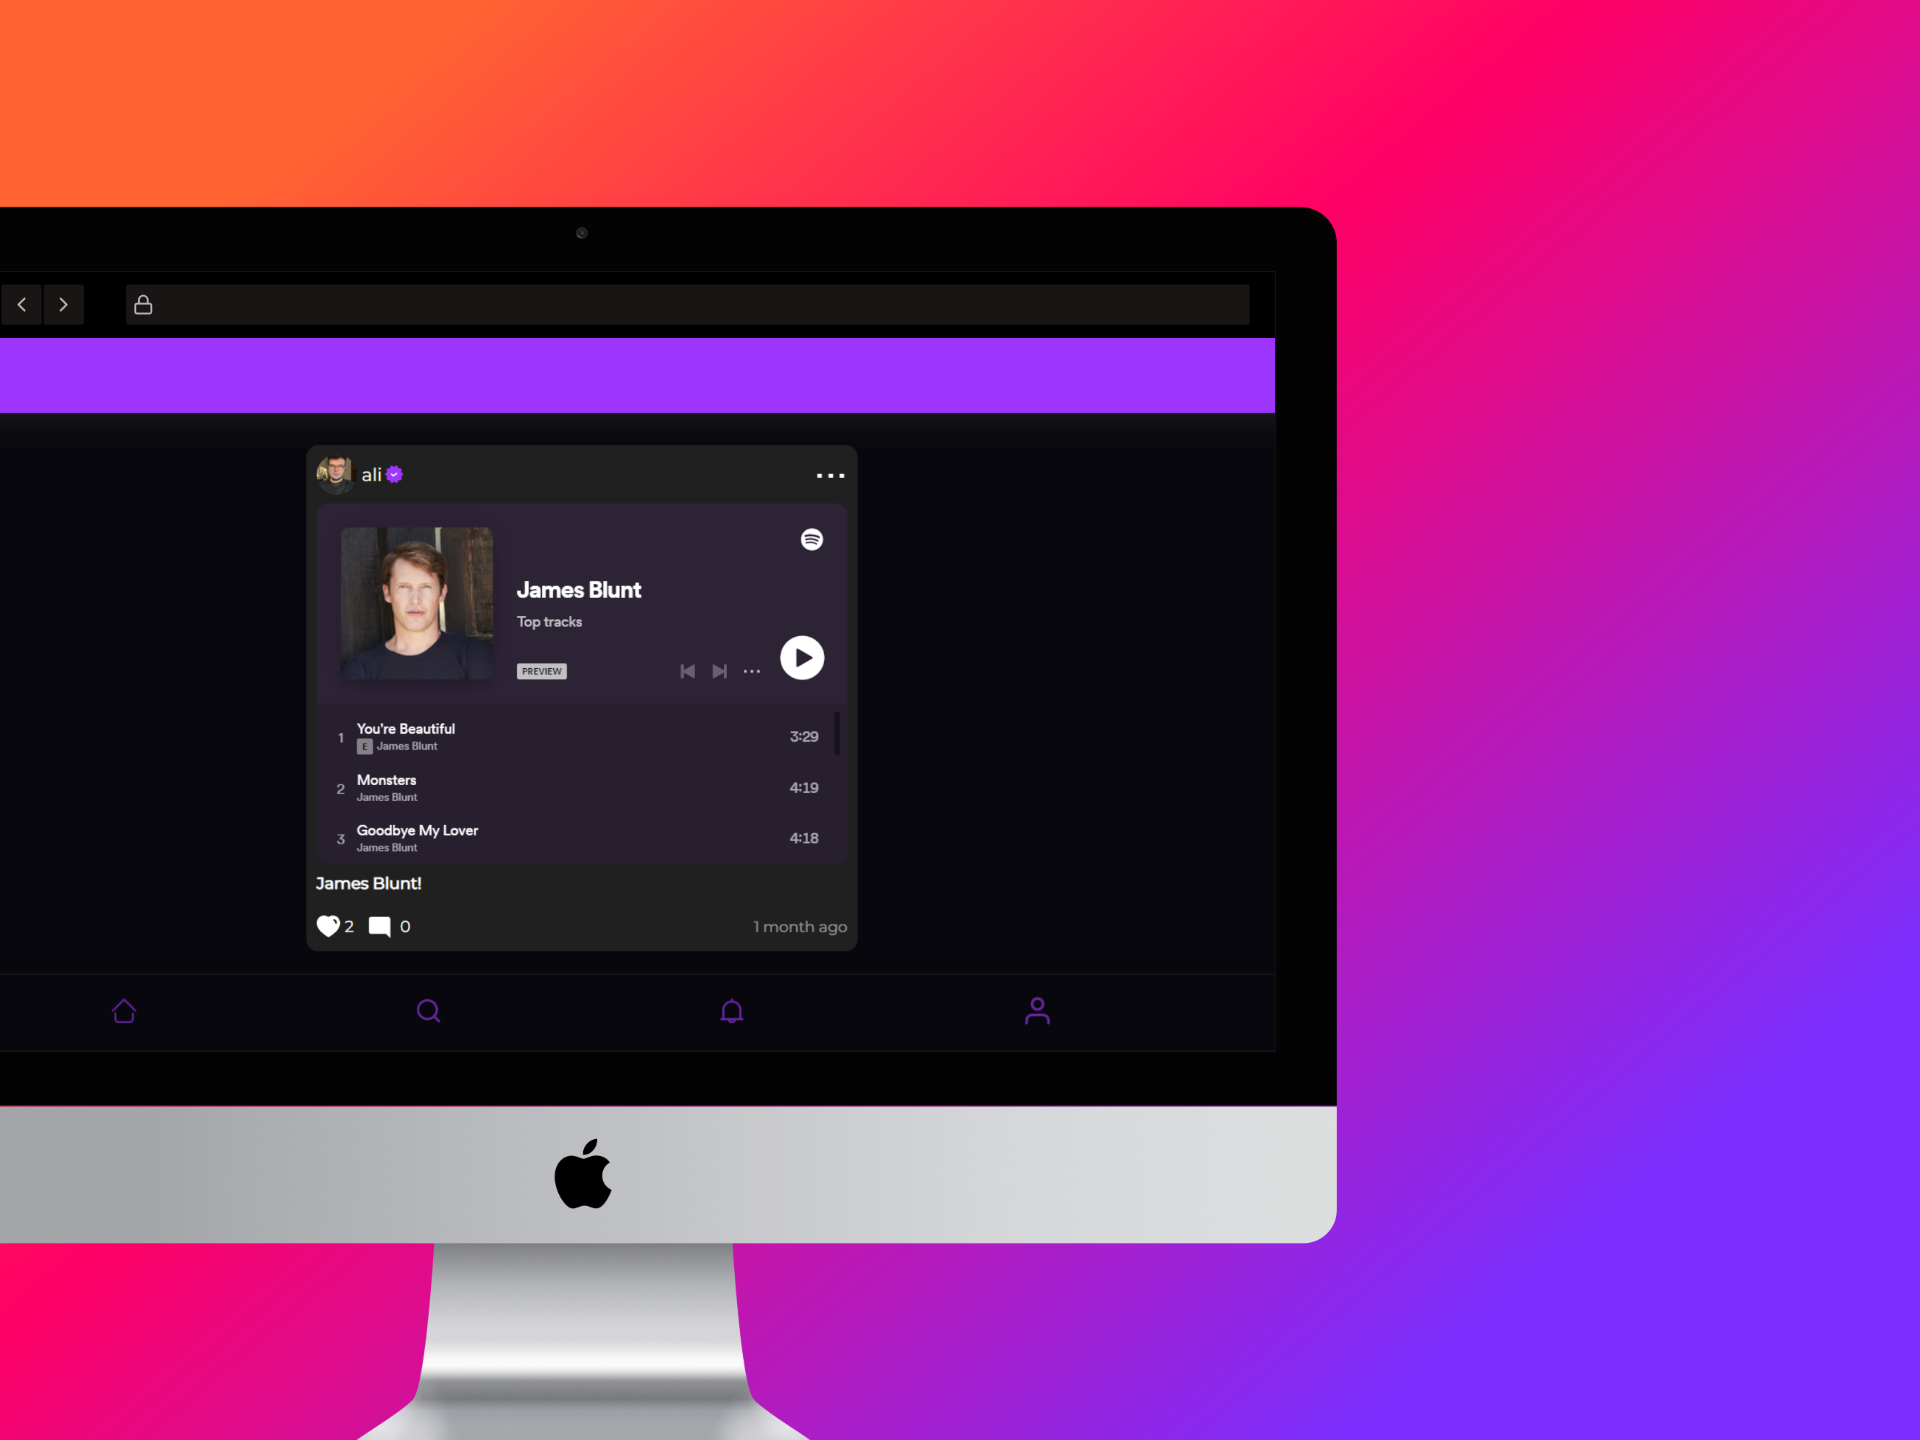 ali
James Blunt
Top tracks
PREVIEW
1
You're Beautiful
E James Blunt
3:29
2
Monsters
James Blunt
4:19
3
Goodbye My Lover
James Blunt
4:18
James Blunt!
2 0
1 month ago